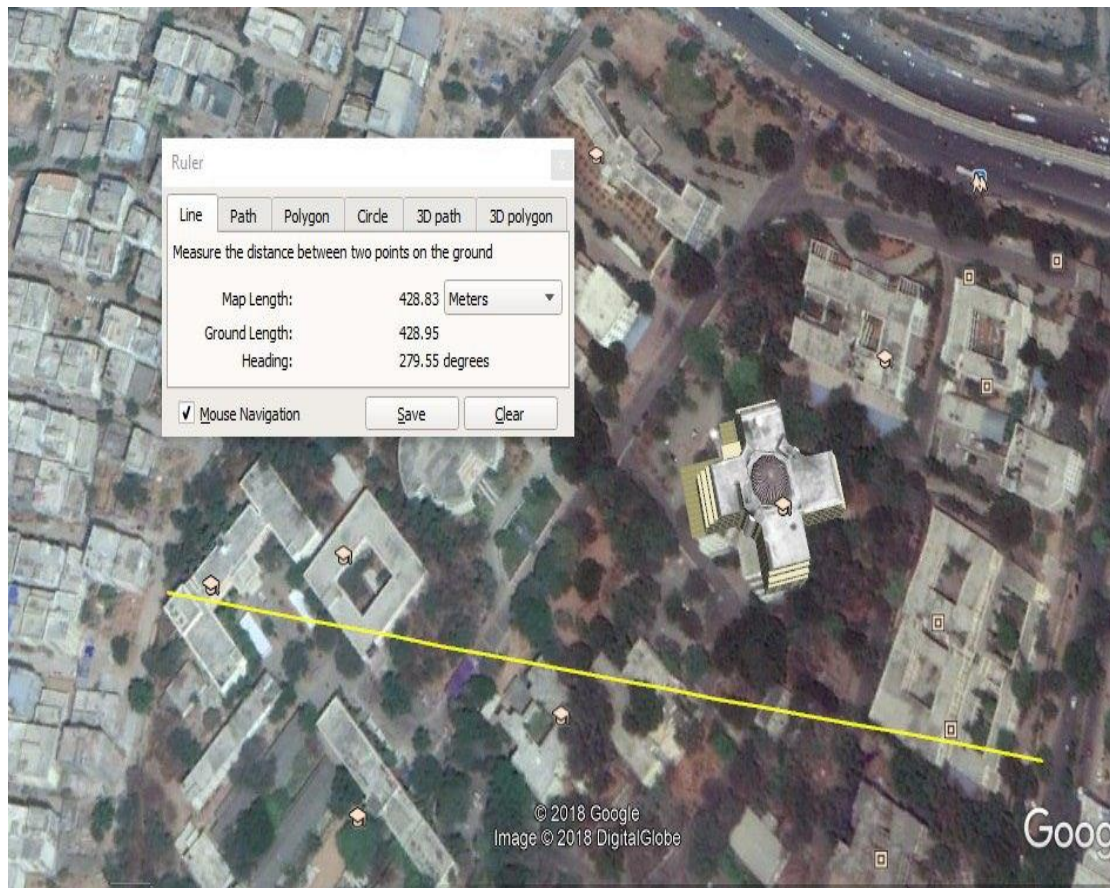 Ruler
Line Path Polygon Circle 3D path 3D polygon
Measure the distance between two points on the ground
Map Length: 428.83 Meters
Ground Length: 428.95
Heading: 279.55 degrees
Mouse Navigation Save Clear
© 2018 Google
Image © 2018 DigitalGlobe
Goog